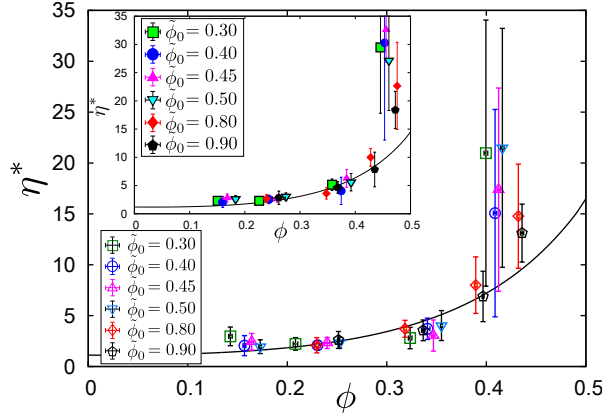 35
30
25
20
15
10
5
0
η*
0
0.1
0.2
0.3
0.4
0.5
ϕ
ϕ̃₀ = 0.30
ϕ̃₀ = 0.40
ϕ̃₀ = 0.45
ϕ̃₀ = 0.50
ϕ̃₀ = 0.80
ϕ̃₀ = 0.90
35
30
25
20
15
10
5
0
η*
0
0.1
0.2
0.3
0.4
0.5
ϕ
ϕ̃₀ = 0.30
ϕ̃₀ = 0.40
ϕ̃₀ = 0.45
ϕ̃₀ = 0.50
ϕ̃₀ = 0.80
ϕ̃₀ = 0.90